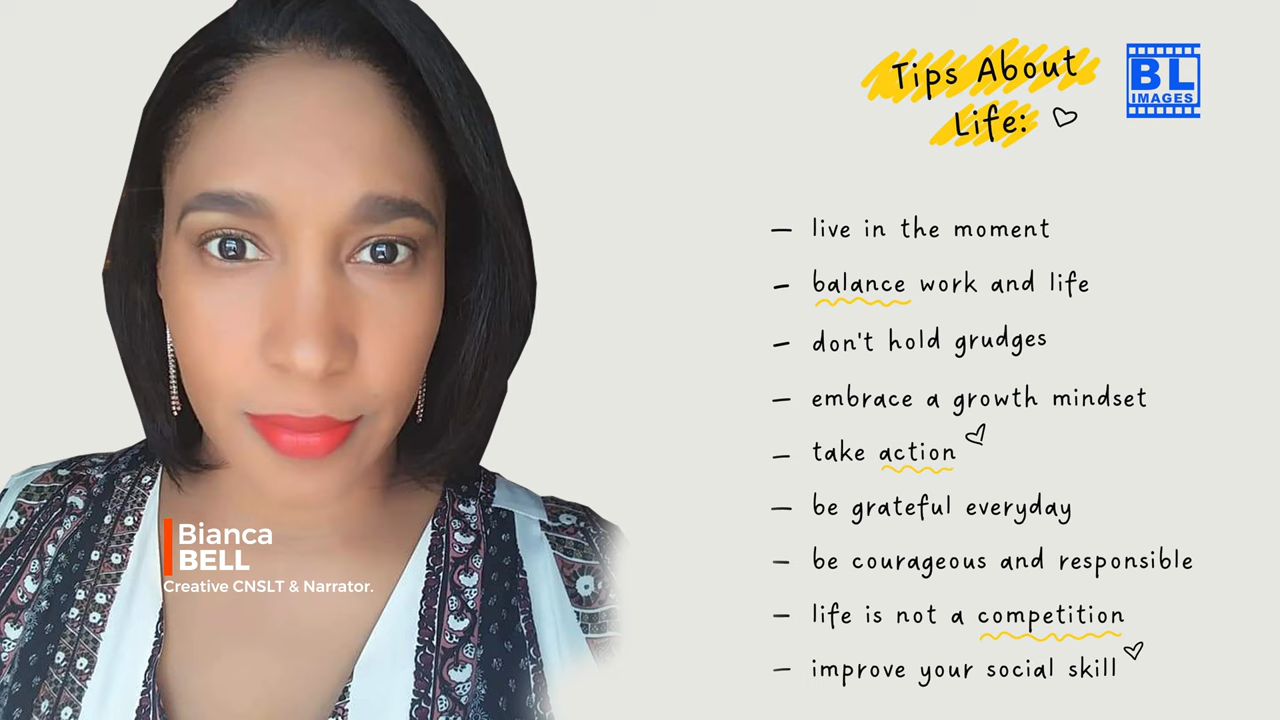 Tips About
Life:
BL
IMAGES
— live in the moment
— balance work and life
— don't hold grudges
— embrace a growth mindset
— take action
— be grateful everyday
— be courageous and responsible
— life is not a competition
— improve your social skill
Bianca
BELL
Creative CNSLT & Narrator.